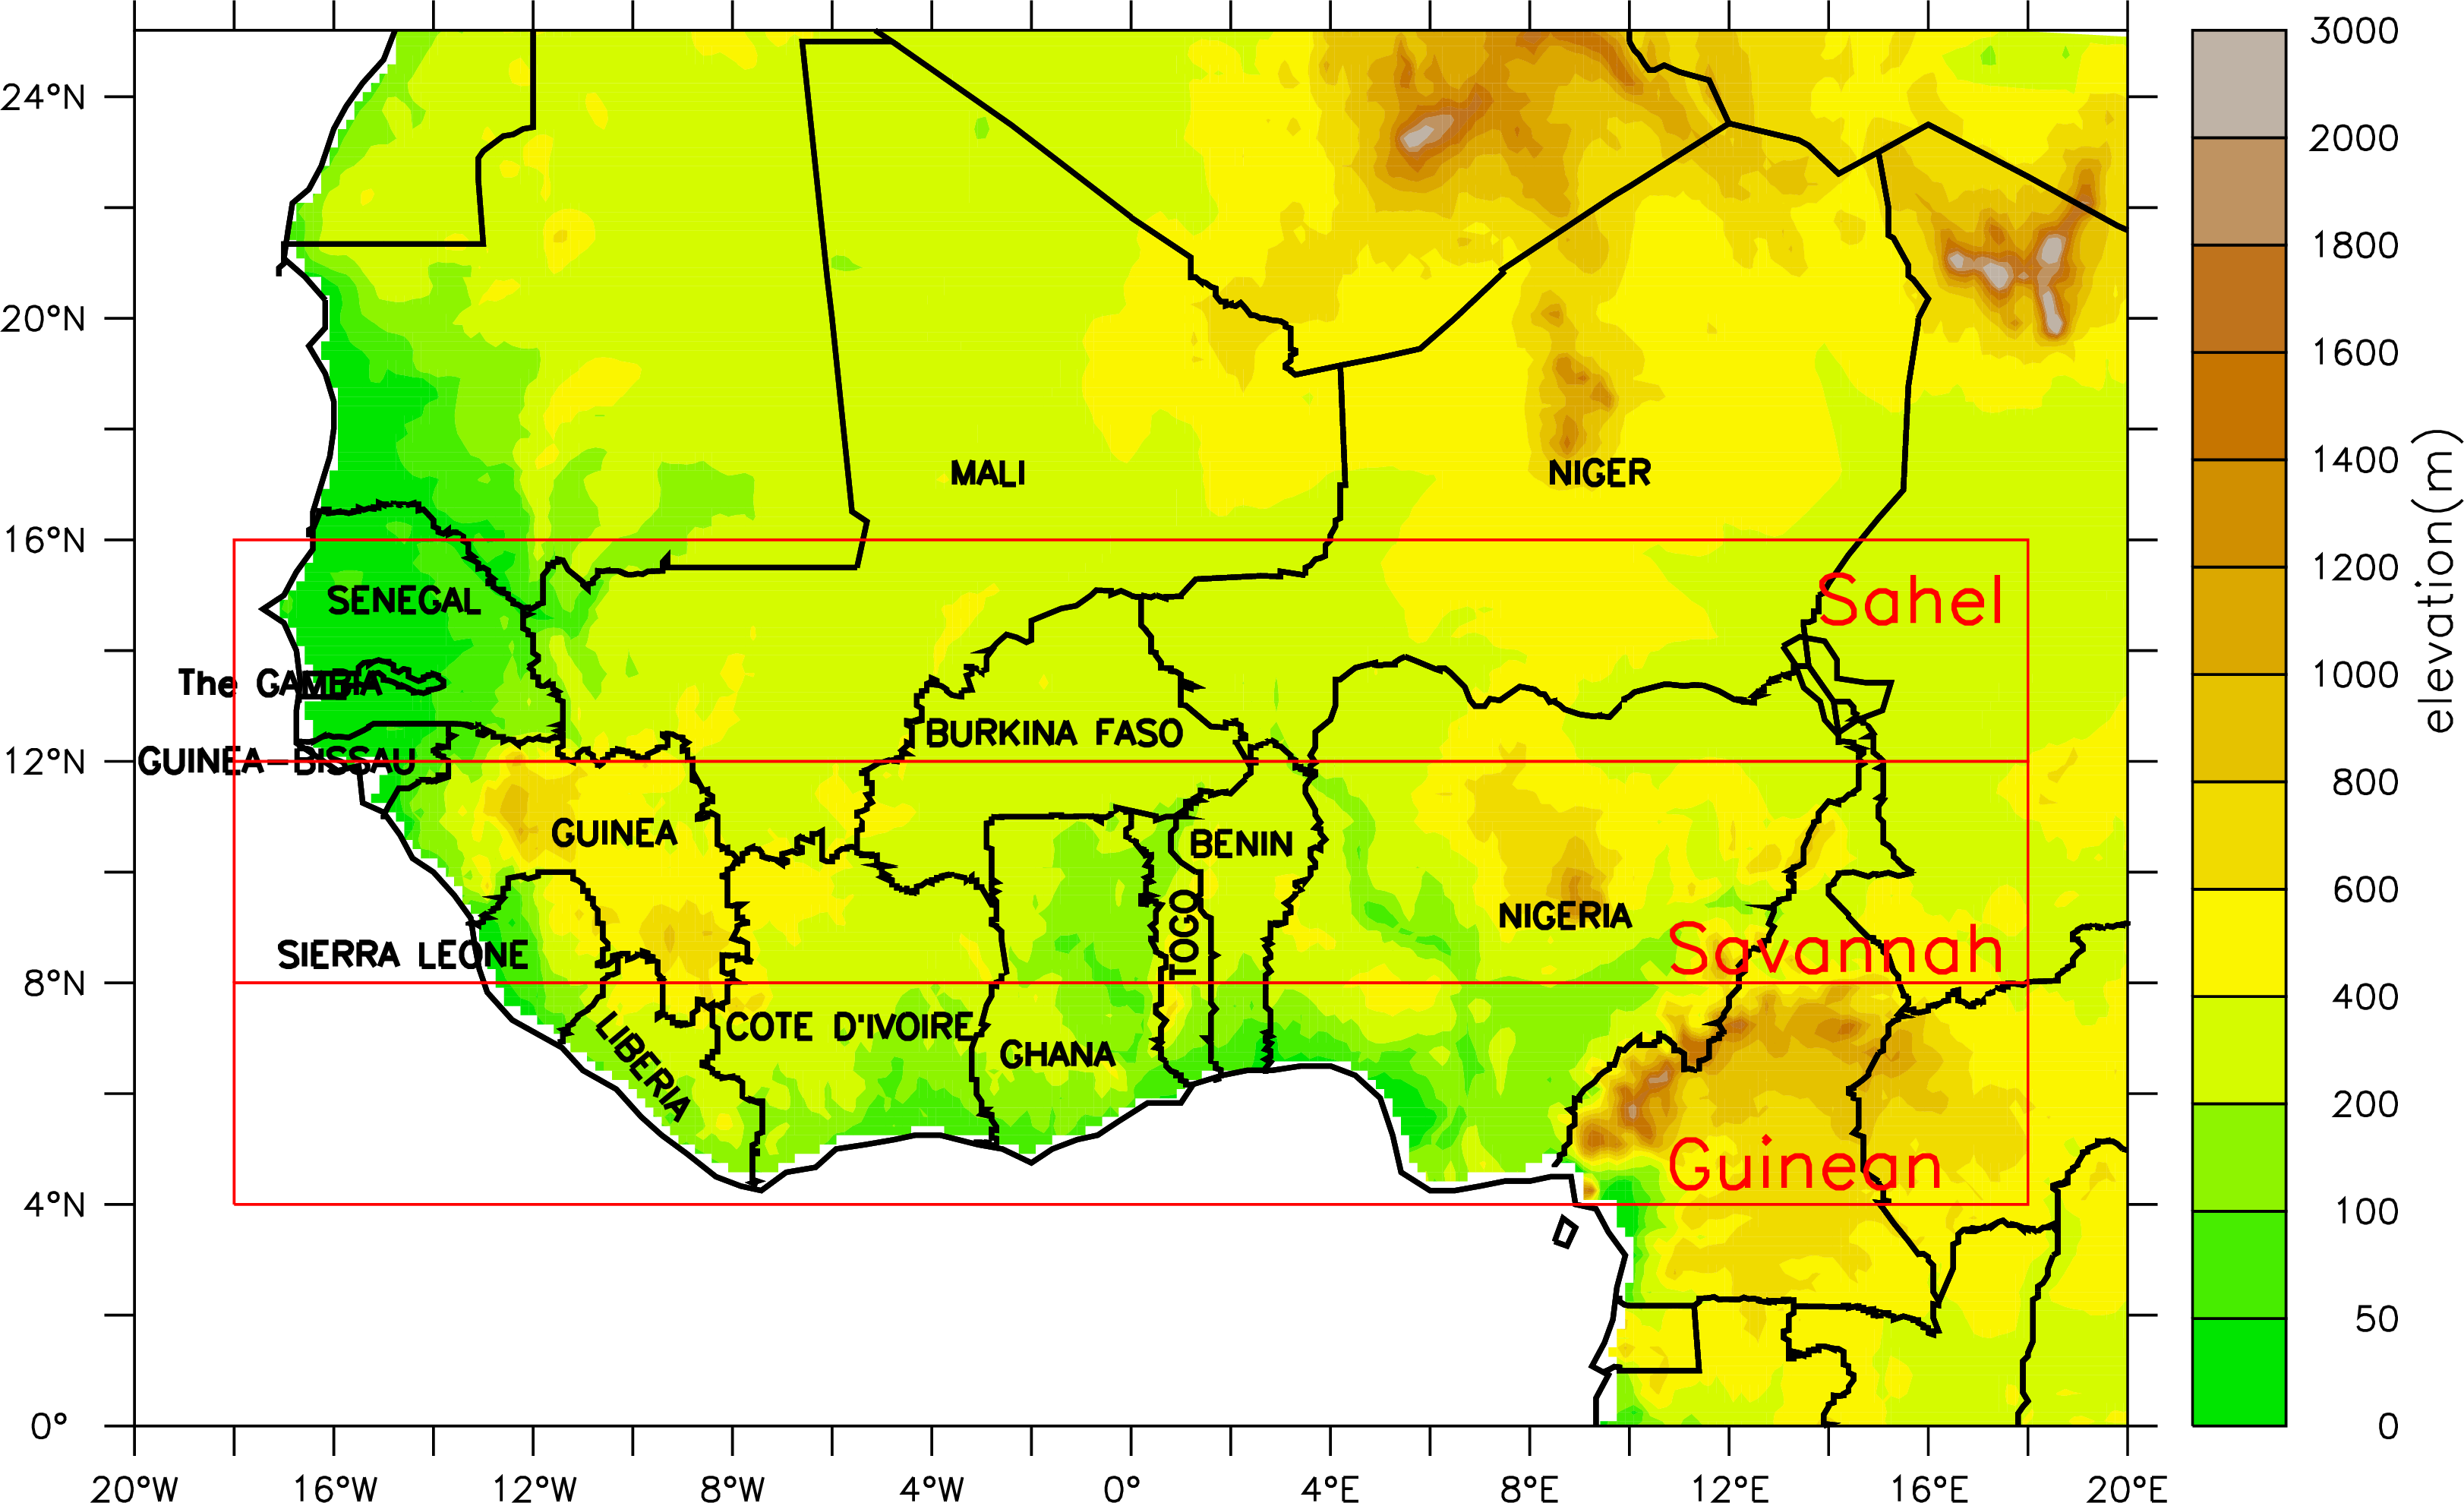 24°N
20°N
16°N
12°N
8°N
4°N
0°
20°W
16°W
12°W
8°W
4°W
0°
4°E
8°E
12°E
16°E
20°E
MALI
NIGER
SENEGAL
The GAMBIA
GUINEA-BISSAU
BURKINA FASO
GUINEA
BENIN
TOGO
NIGERIA
SIERRA LEONE
LIBERIA
COTE D'IVOIRE
GHANA
Sahel
Savannah
Guinean
3000
2000
1800
1600
1400
1200
1000
800
600
400
200
100
50
0
elevation(m)